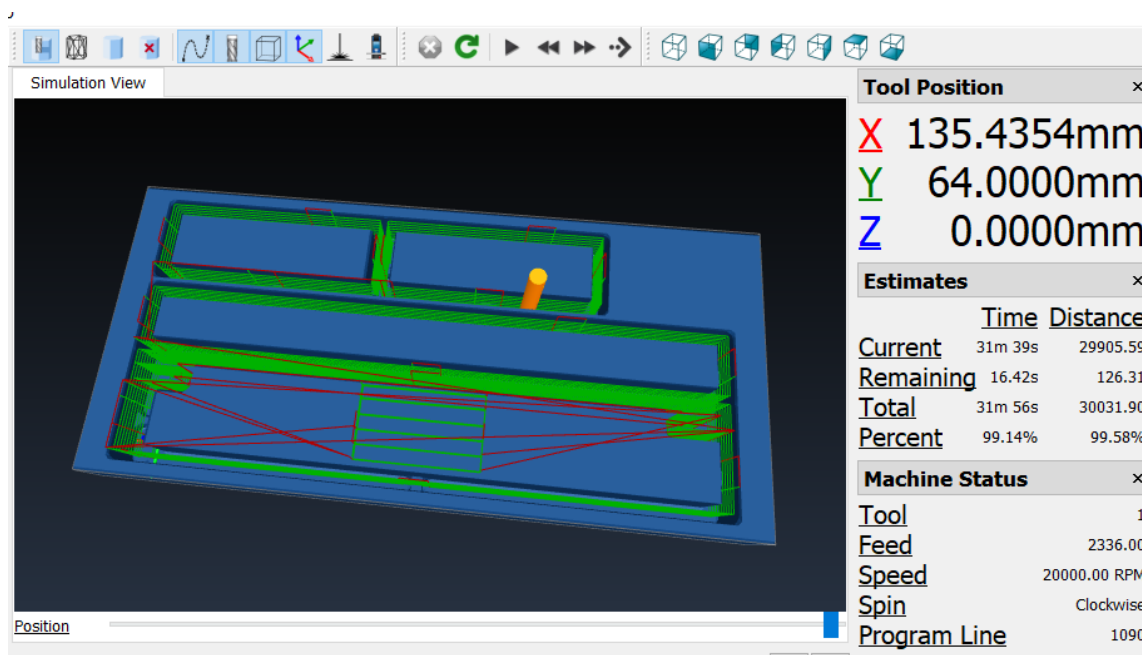 Simulation View
Tool Position ×
X 135.4354mm
Y 64.0000mm
Z 0.0000mm
Estimates ×
Time Distance
Current 31m 39s 29905.59
Remaining 16.42s 126.31
Total 31m 56s 30031.90
Percent 99.14% 99.58%
Machine Status ×
Tool 1
Feed 2336.00
Speed 20000.00 RPM
Spin Clockwise
Position
Program Line 1090